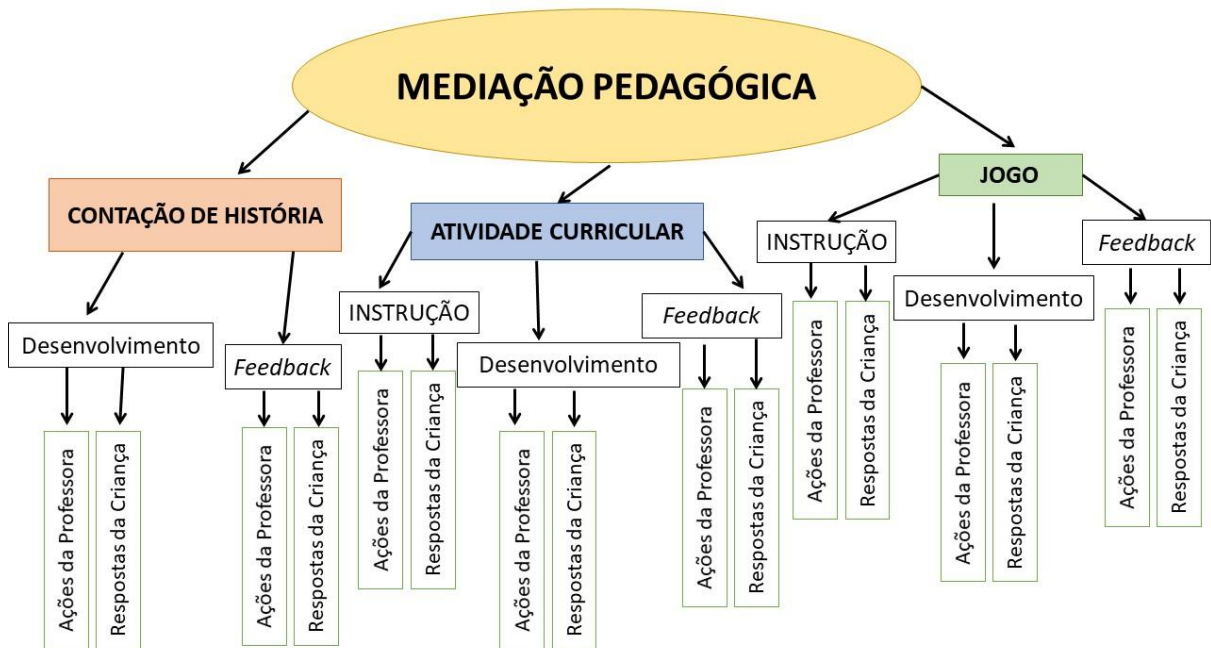 MEDIAÇÃO PEDAGÓGICA
CONTAÇÃO DE HISTÓRIA
Desenvolvimento
Ações da Professora
Respostas da Criança
Feedback
Ações da Professora
Respostas da Criança
ATIVIDADE CURRICULAR
INSTRUÇÃO
Ações da Professora
Respostas da Criança
Desenvolvimento
Ações da Professora
Respostas da Criança
Feedback
Ações da Professora
Respostas da Criança
JOGO
INSTRUÇÃO
Ações da Professora
Respostas da Criança
Desenvolvimento
Ações da Professora
Respostas da Criança
Feedback
Ações da Professora
Respostas da Criança